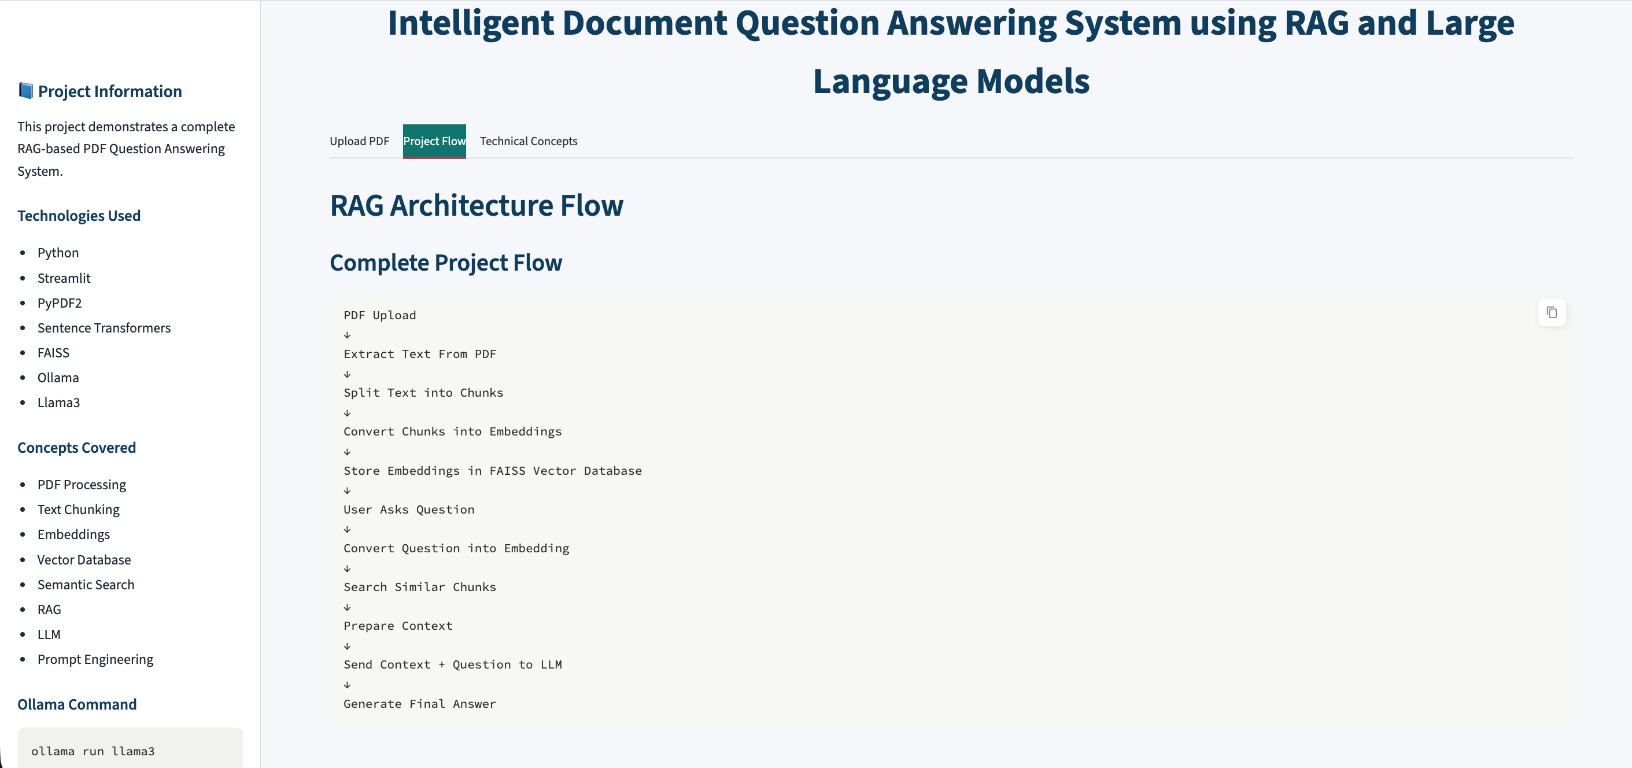 📘 Project Information
This project demonstrates a complete
RAG-based PDF Question Answering
System.
Technologies Used
• Python
• Streamlit
• PyPDF2
• Sentence Transformers
• FAISS
• Ollama
• Llama3
Concepts Covered
• PDF Processing
• Text Chunking
• Embeddings
• Vector Database
• Semantic Search
• RAG
• LLM
• Prompt Engineering
Ollama Command
ollama run llama3
Intelligent Document Question Answering System using RAG and Large
Language Models
Upload PDF Project Flow Technical Concepts
RAG Architecture Flow
Complete Project Flow
PDF Upload
↓
Extract Text From PDF
↓
Split Text into Chunks
↓
Convert Chunks into Embeddings
↓
Store Embeddings in FAISS Vector Database
↓
User Asks Question
↓
Convert Question into Embedding
↓
Search Similar Chunks
↓
Prepare Context
↓
Send Context + Question to LLM
↓
Generate Final Answer